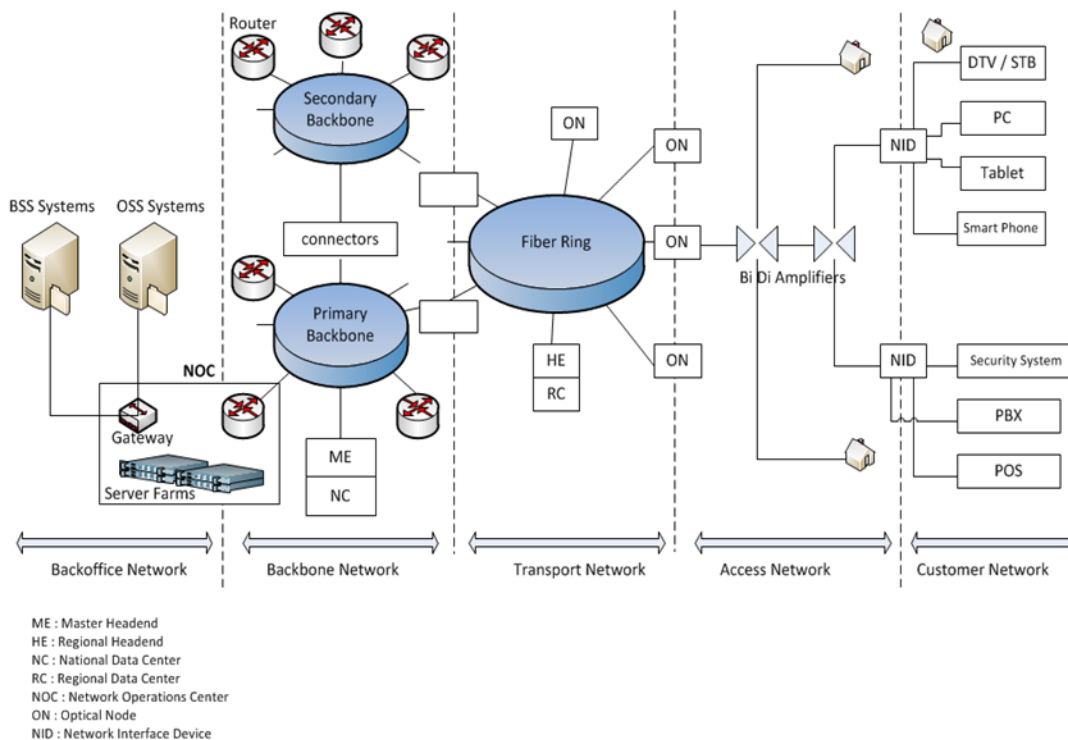 Router
Secondary
Backbone
connectors
Primary
Backbone
BSS Systems
OSS Systems
NOC
Gateway
Server Farms
ME
NC
ON
ON
ON
ON
Fiber Ring
HE
RC
Bi Di Amplifiers
NID
NID
DTV / STB
PC
Tablet
Smart Phone
Security System
PBX
POS
Backoffice Network
Backbone Network
Transport Network
Access Network
Customer Network
ME : Master Headend
HE : Regional Headend
NC : National Data Center
RC : Regional Data Center
NOC : Network Operations Center
ON : Optical Node
NID : Network Interface Device